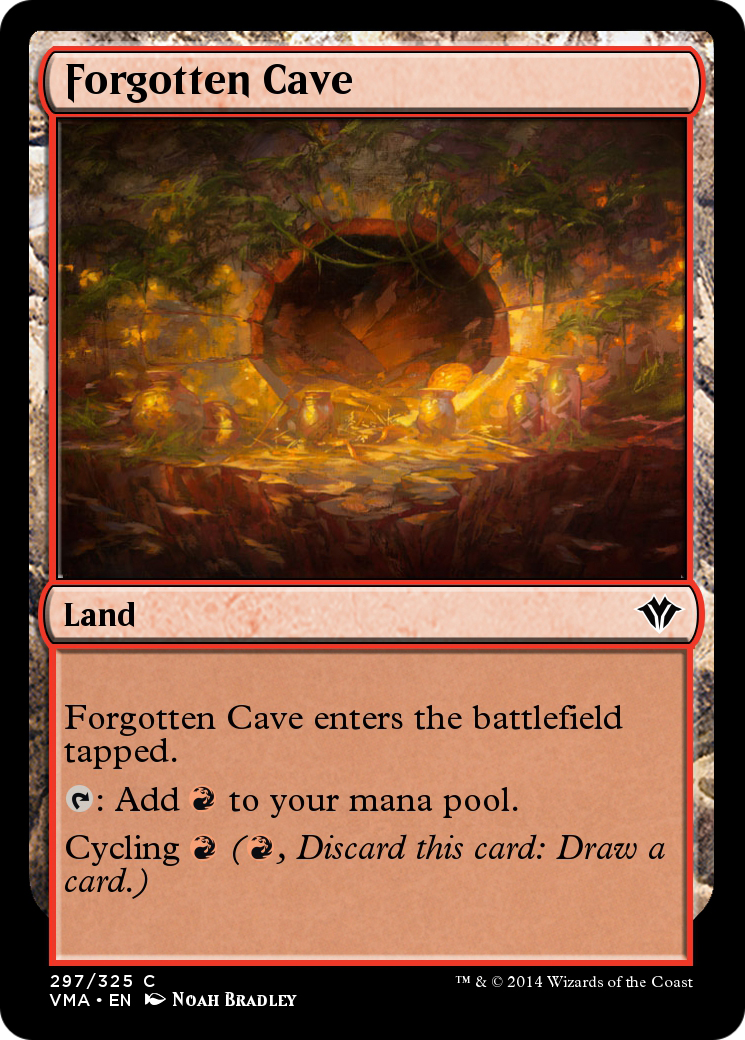 Forgotten Cave
Land
Forgotten Cave enters the battlefield
tapped.
: Add to your mana pool.
Cycling (, Discard this card: Draw a
card.)
297/325 C
™ & © 2014 Wizards of the Coast
VMA • EN Noah Bradley